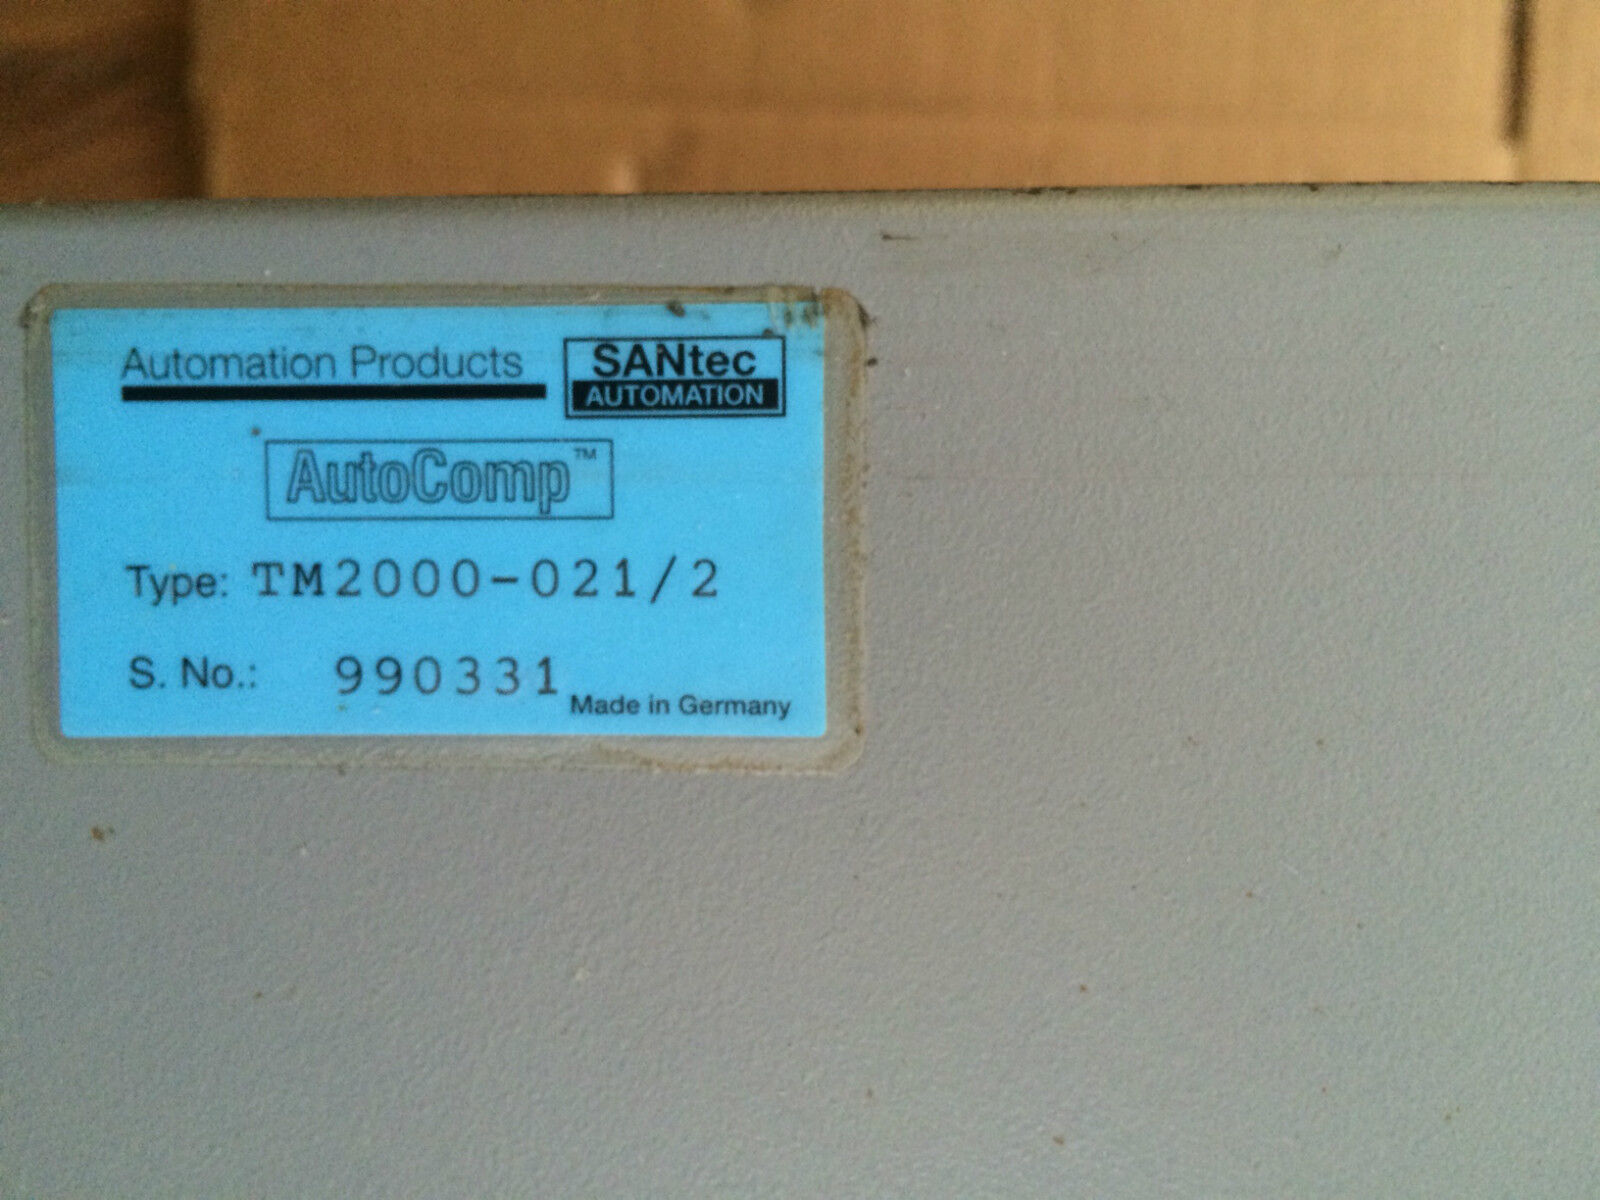 Automation Products
SANtec
AUTOMATION
AutoComp™
Type: TM2000-021/2
S. No.: 990331
Made in Germany